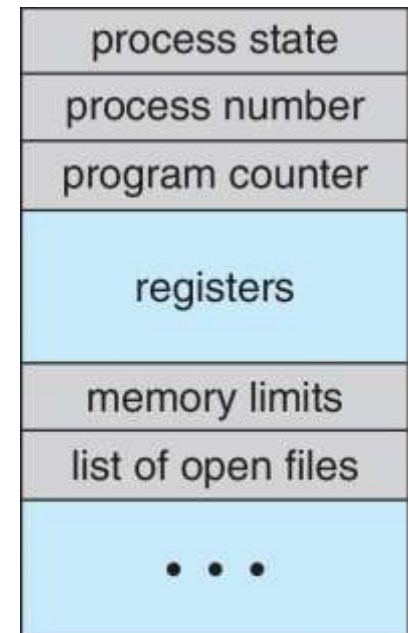 process state
process number
program counter
registers
memory limits
list of open files
• • •